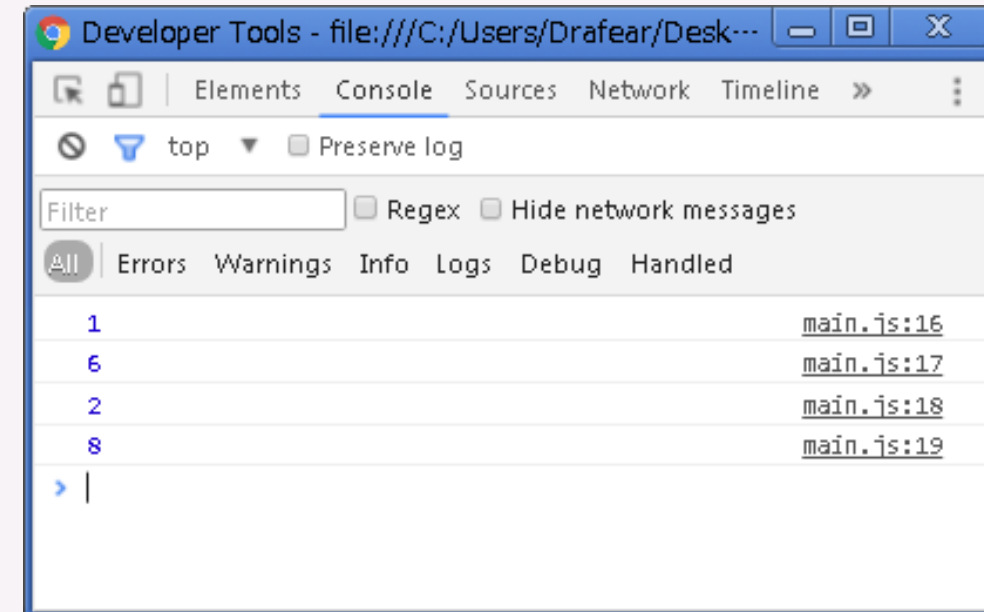 Developer Tools - file:///C:/Users/Drafear/Desk···
Elements Console Sources Network Timeline »
top ▼ Preserve log
Filter Regex Hide network messages
All Errors Warnings Info Logs Debug Handled
1 main.js:16
6 main.js:17
2 main.js:18
8 main.js:19
>